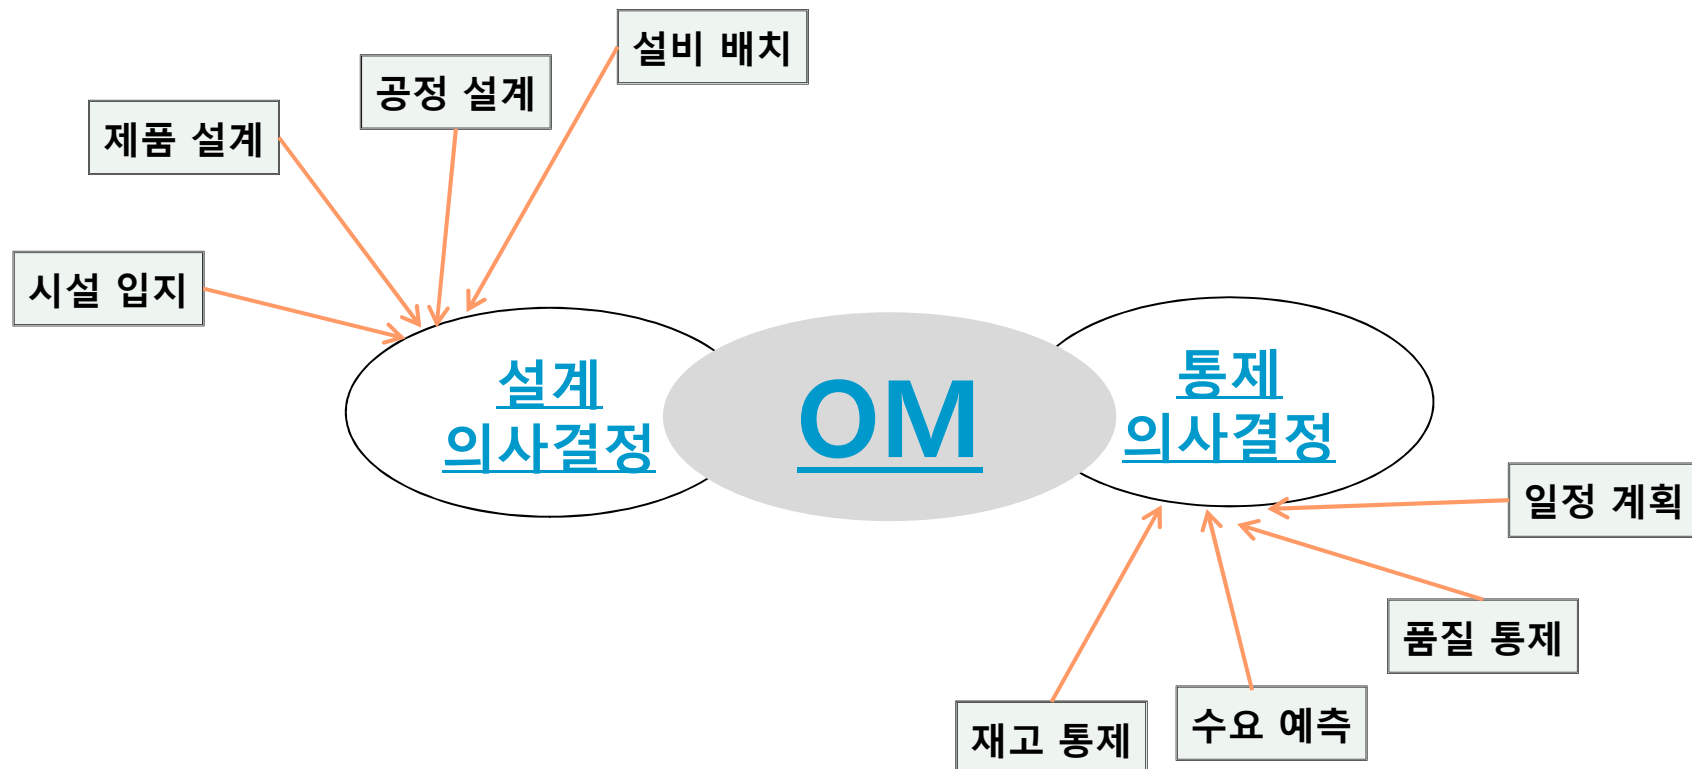 설비 배치
공정 설계
제품 설계
시설 입지
설계
의사결정
OM
통제
의사결정
일정 계획
품질 통제
수요 예측
재고 통제